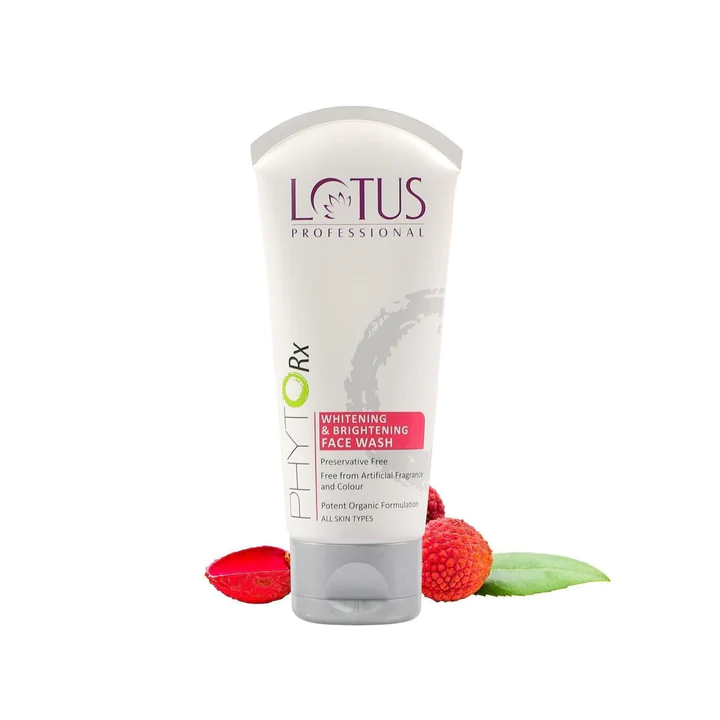 LOTUS
PROFESSIONAL
PHYTORx
WHITENING
& BRIGHTENING
FACE WASH
Preservative Free
Free from Artificial Fragrance
and Colour
Potent Organic Formulation
ALL SKIN TYPES